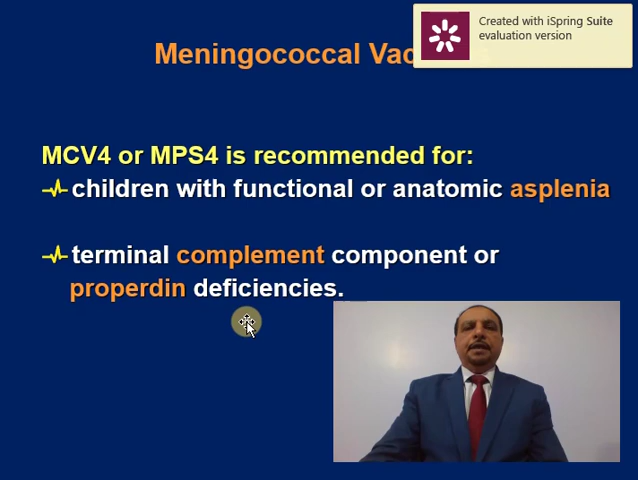 Created with iSpring Suite
evaluation version
Meningococcal
MCV4 or MPS4 is recommended for:
children with functional or anatomic asplenia
terminal complement component or
properdin deficiencies.